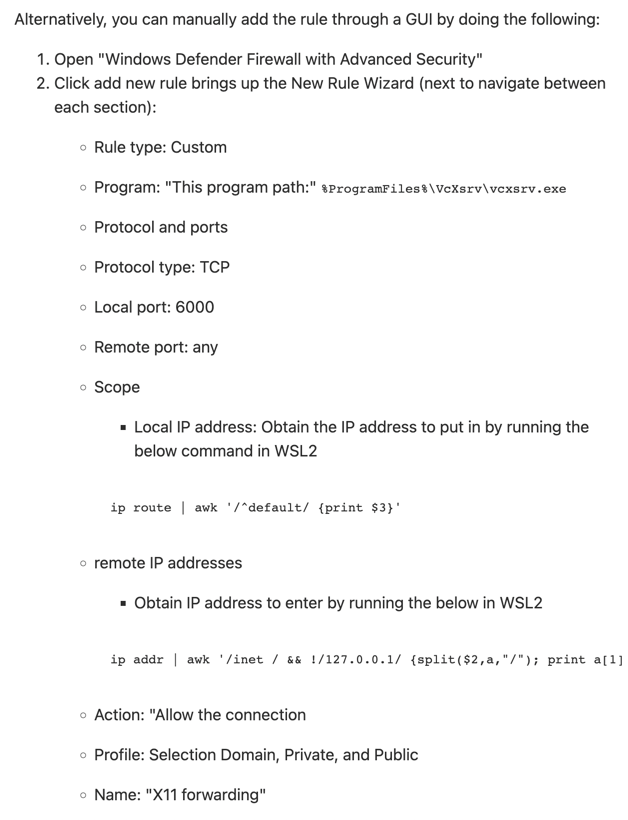 Alternatively, you can manually add the rule through a GUI by doing the following:
1. Open "Windows Defender Firewall with Advanced Security"
2. Click add new rule brings up the New Rule Wizard (next to navigate between
each section):
◦ Rule type: Custom
◦ Program: "This program path:" %ProgramFiles%\VcXsrv\vcxsrv.exe
◦ Protocol and ports
◦ Protocol type: TCP
◦ Local port: 6000
◦ Remote port: any
◦ Scope
▪ Local IP address: Obtain the IP address to put in by running the
below command in WSL2
ip route | awk '/^default/ {print $3}'
◦ remote IP addresses
▪ Obtain IP address to enter by running the below in WSL2
ip addr | awk '/inet / && !/127.0.0.1/ {split($2,a,"/"); print a[1]
◦ Action: "Allow the connection
◦ Profile: Selection Domain, Private, and Public
◦ Name: "X11 forwarding"